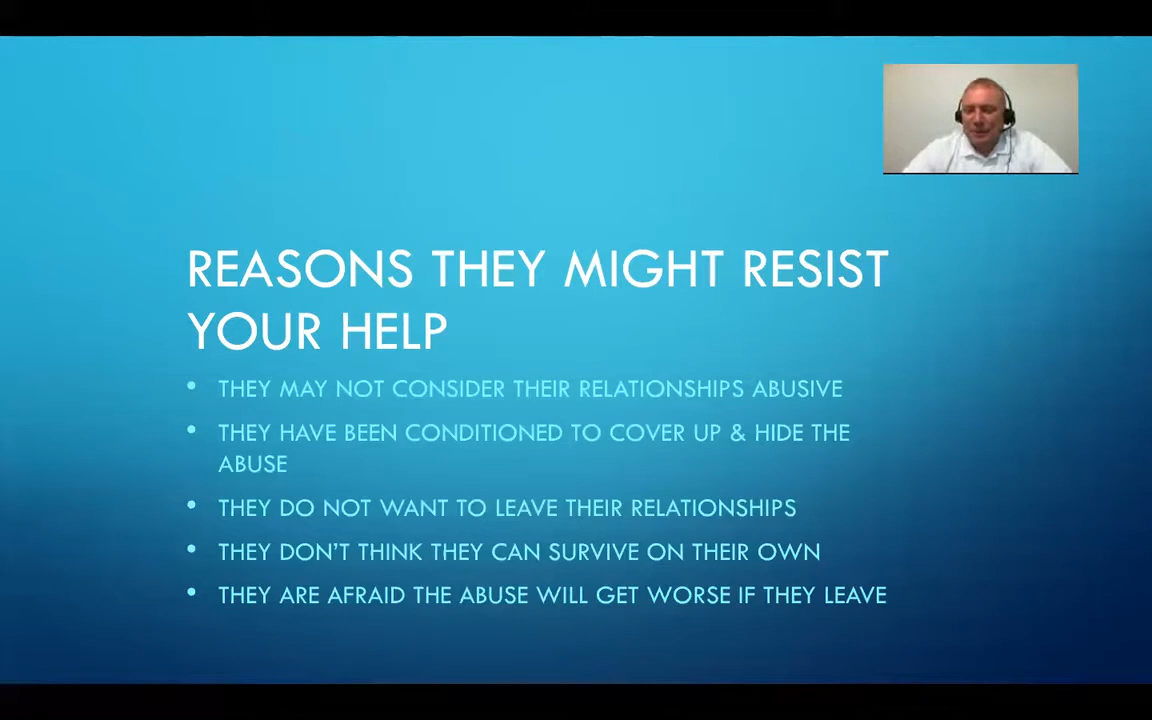 REASONS THEY MIGHT RESIST
YOUR HELP
• THEY MAY NOT CONSIDER THEIR RELATIONSHIPS ABUSIVE
• THEY HAVE BEEN CONDITIONED TO COVER UP & HIDE THE
ABUSE
• THEY DO NOT WANT TO LEAVE THEIR RELATIONSHIPS
• THEY DON'T THINK THEY CAN SURVIVE ON THEIR OWN
• THEY ARE AFRAID THE ABUSE WILL GET WORSE IF THEY LEAVE